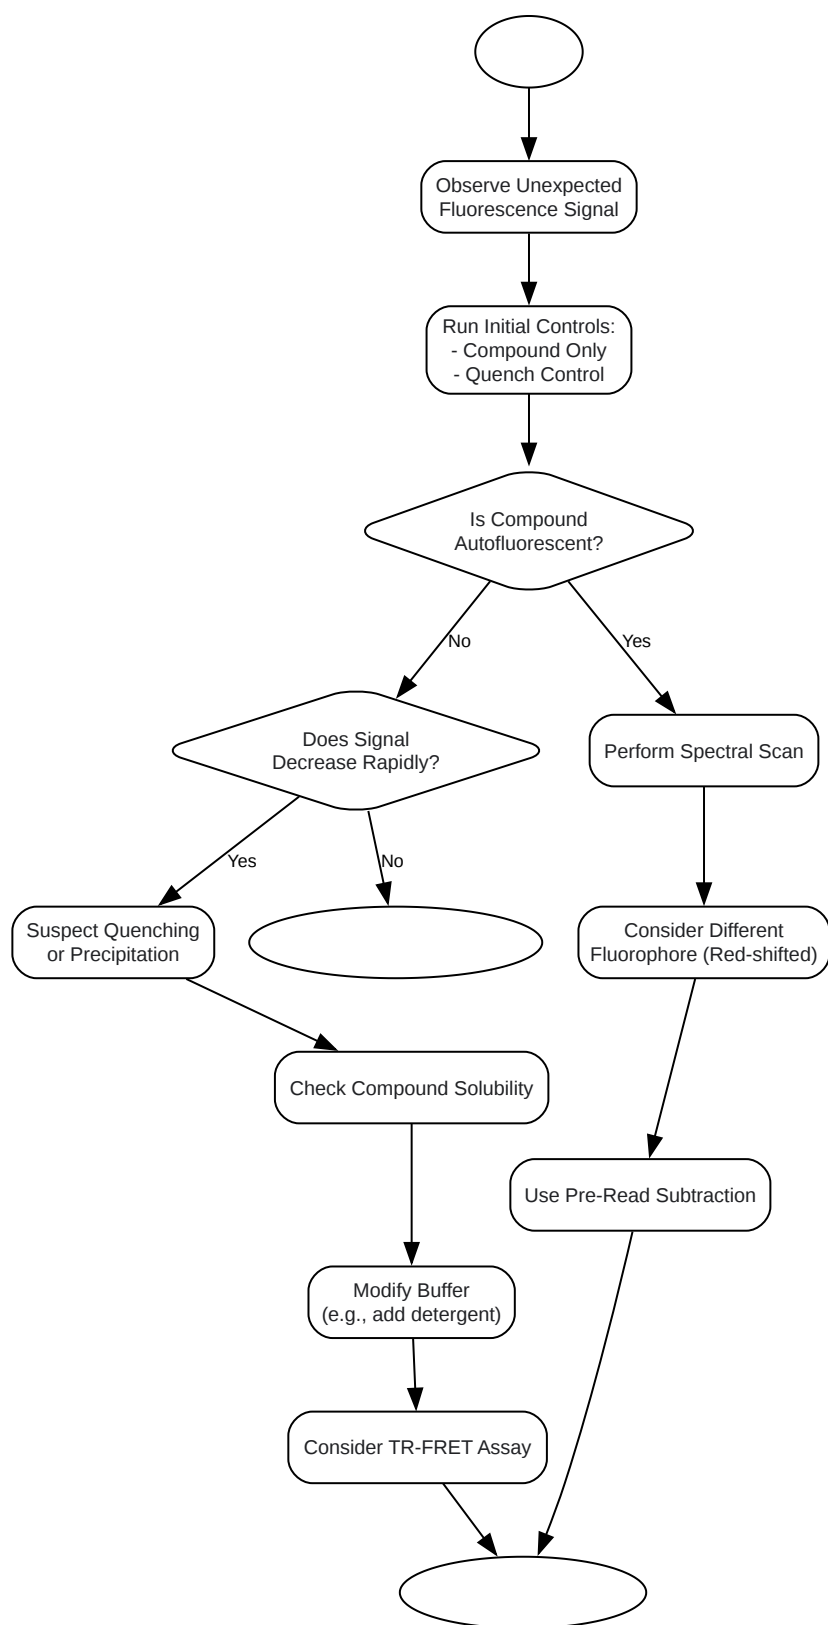 Observe Unexpected
Fluorescence Signal
Run Initial Controls:
- Compound Only
- Quench Control
Is Compound
Autofluorescent?
No
Yes
Does Signal
Decrease Rapidly?
Perform Spectral Scan
Yes
No
Suspect Quenching
or Precipitation
Consider Different
Fluorophore (Red-shifted)
Check Compound Solubility
Use Pre-Read Subtraction
Modify Buffer
(e.g., add detergent)
Consider TR-FRET Assay